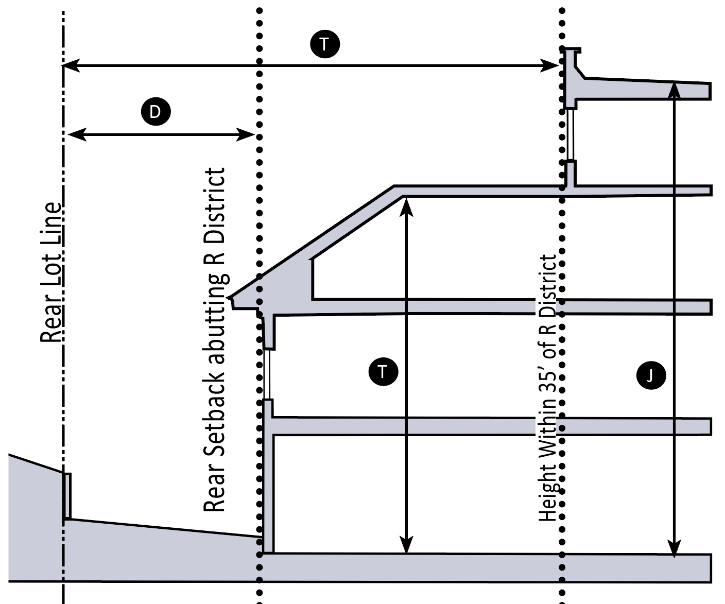 T
D
Rear Lot Line
Rear Setback abutting R District
Height Within 35' of R District
T
J